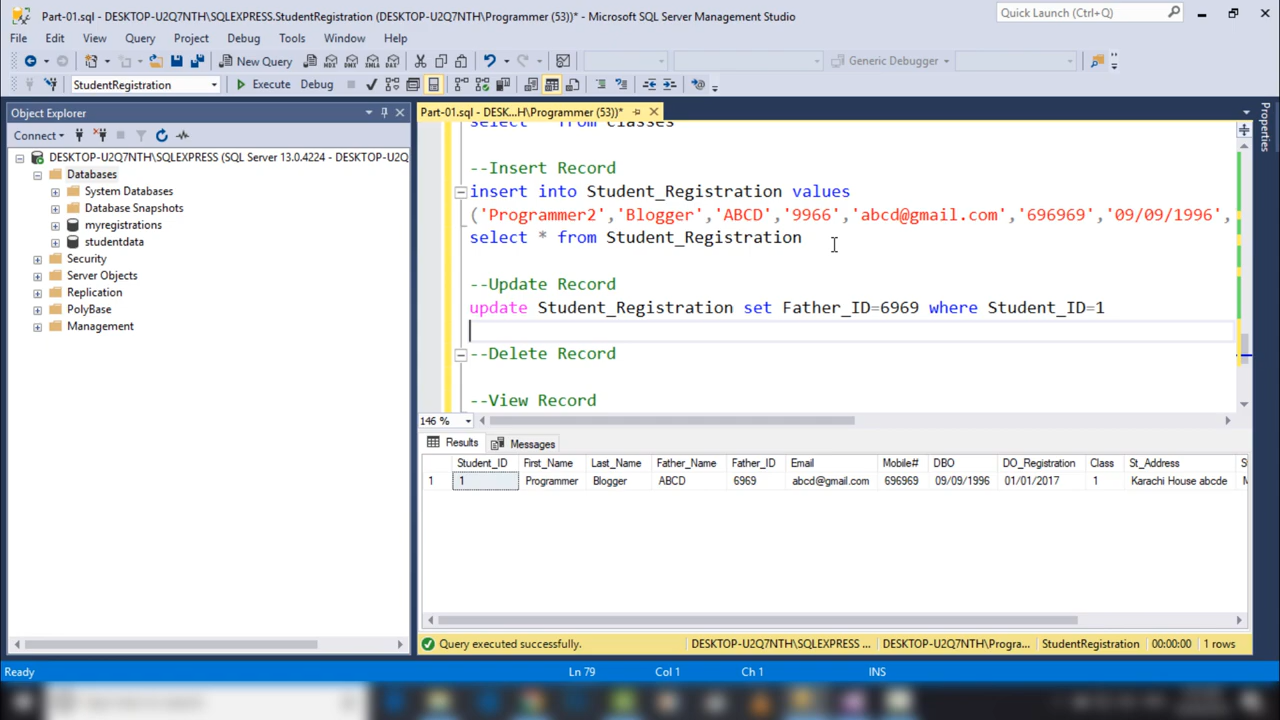 Part-01.sql - DESKTOP-U2Q7NTH\SQLEXPRESS.StudentRegistration (DESKTOP-U2Q7NTH\Programmer (53))* - Microsoft SQL Server Management Studio
Quick Launch (Ctrl+Q)
File Edit View Query Project Debug Tools Window Help
New Query
Generic Debugger
StudentRegistration
Execute Debug
Object Explorer
Part-01.sql - DESK...H\Programmer (53))*
Properties
Connect
DESKTOP-U2Q7NTH\SQLEXPRESS (SQL Server 13.0.4224 - DESKTOP-U2Q7NTH
Databases
System Databases
Database Snapshots
myregistrations
studentdata
Security
Server Objects
Replication
PolyBase
Management
select * from Classes
--Insert Record
insert into Student_Registration values
('Programmer2','Blogger','ABCD','9966','abcd@gmail.com','696969','09/09/1996',
select * from Student_Registration
--Update Record
update Student_Registration set Father_ID=6969 where Student_ID=1
--Delete Record
--View Record
146 %
Results Messages
Student_ID First_Name Last_Name Father_Name Father_ID Email Mobile# DBO DO_Registration Class St_Address
1 1 Programmer Blogger ABCD 6969 abcd@gmail.com 696969 09/09/1996 01/01/2017 1 Karachi House abcde
Query executed successfully. DESKTOP-U2Q7NTH\SQLEXPRESS ... DESKTOP-U2Q7NTH\Progra... StudentRegistration 00:00:00 1 rows
Ready Ln 79 Col 1 Ch 1 INS